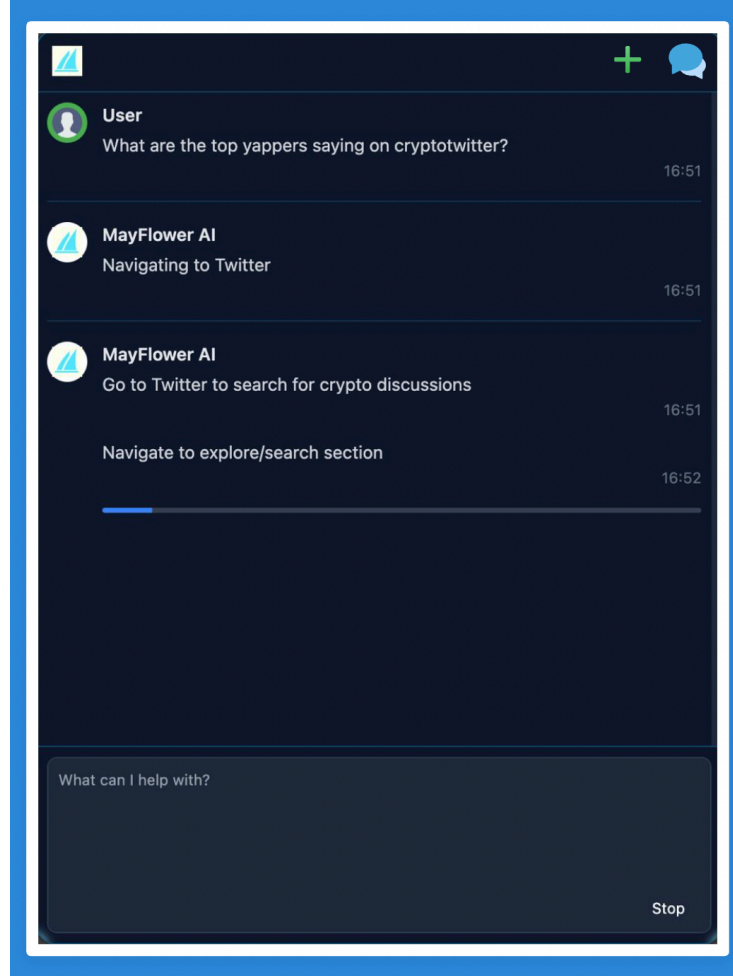 User
What are the top yappers saying on cryptotwitter?
16:51
MayFlower AI
Navigating to Twitter
16:51
MayFlower AI
Go to Twitter to search for crypto discussions
16:51
Navigate to explore/search section
16:52
What can I help with?
Stop